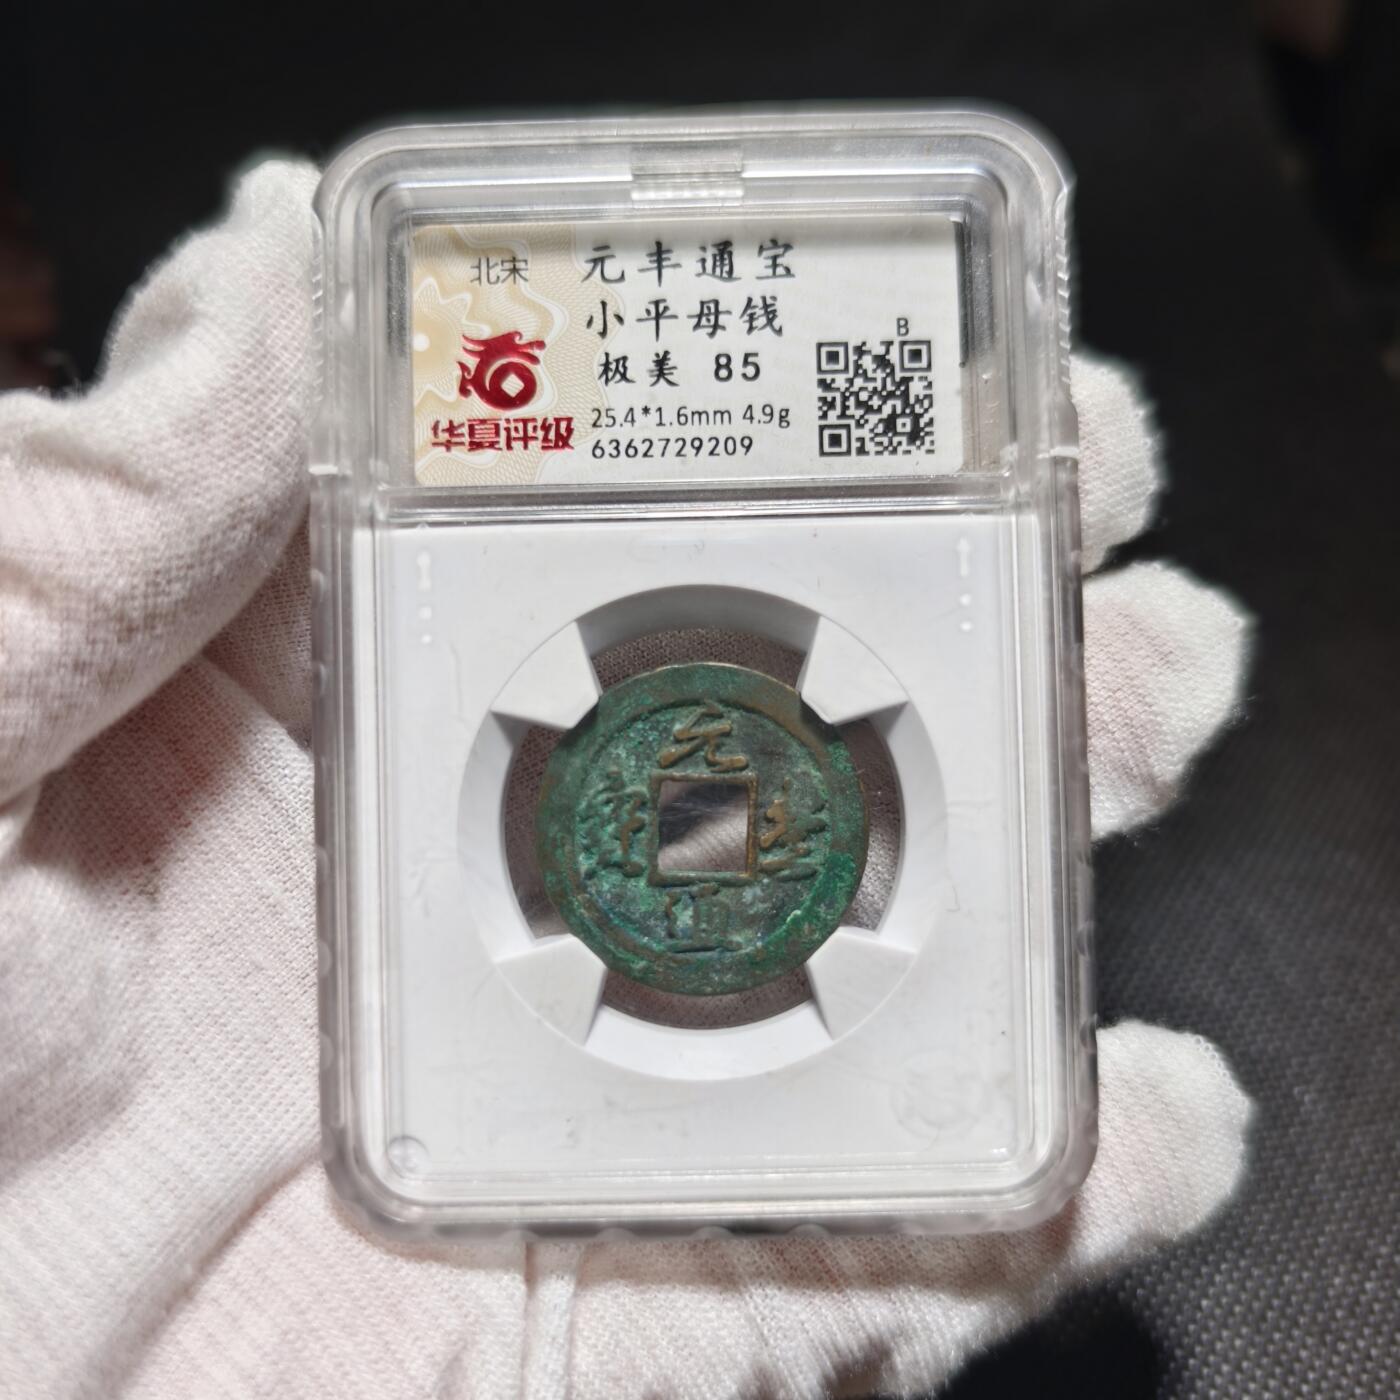 北宋
元丰通宝
小平母钱
极美 85
B
25.4*1.6mm 4.9g
6362729209
华夏评级
元豐通寳